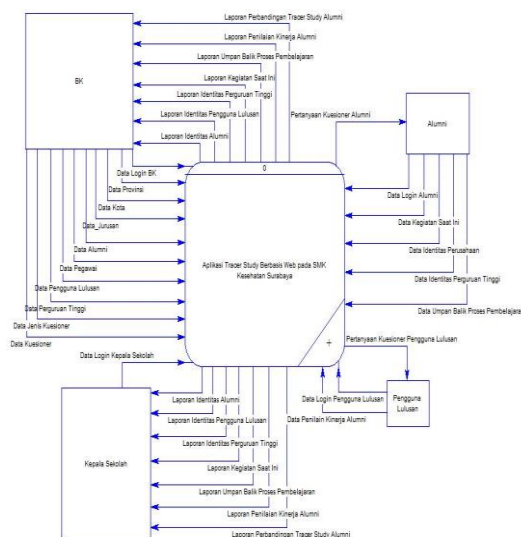 Laporan Perbandingan Tracer Study Alumni
Laporan Penilaian Kinerja Alumni
Laporan Umpan Balik Proses Pembelajaran
Laporan Kegiatan Saat Ini
Laporan Identitas Perguruan Tinggi
Laporan Identitas Pengguna Lulusan
Laporan Identitas Alumni
BK
Pertanyaan Kuesioner Alumni
Alumni
Data Login BK
Data Provinsi
Data Kota
Data_Jurusan
Data Alumni
Data Pegawai
Data Pengguna Lulusan
Data Perguruan Tinggi
Data Jenis Kuesioner
Data Kuesioner
0
Aplikasi Tracer Study Berbasis Web pada SMK
Kesehatan Surabaya
+
Data Login Alumni
Data Kegiatan Saat Ini
Data Identitas Perusahaan
Data Identitas Perguruan Tinggi
Data Umpan Balik Proses Pembelajaran
Pertanyaan Kuesioner Pengguna Lulusan
Data Login Pengguna Lulusan
Data Penilain Kinerja Alumni
Pengguna
Lulusan
Data Login Kepala Sekolah
Kepala Sekolah
Laporan Identitas Alumni
Laporan Identitas Pengguna Lulusan
Laporan Identitas Perguruan Tinggi
Laporan Kegiatan Saat Ini
Laporan Umpan Balik Proses Pembelajaran
Laporan Penilaian Kinerja Alumni
Laporan Perbandingan Tracer Study Alumni